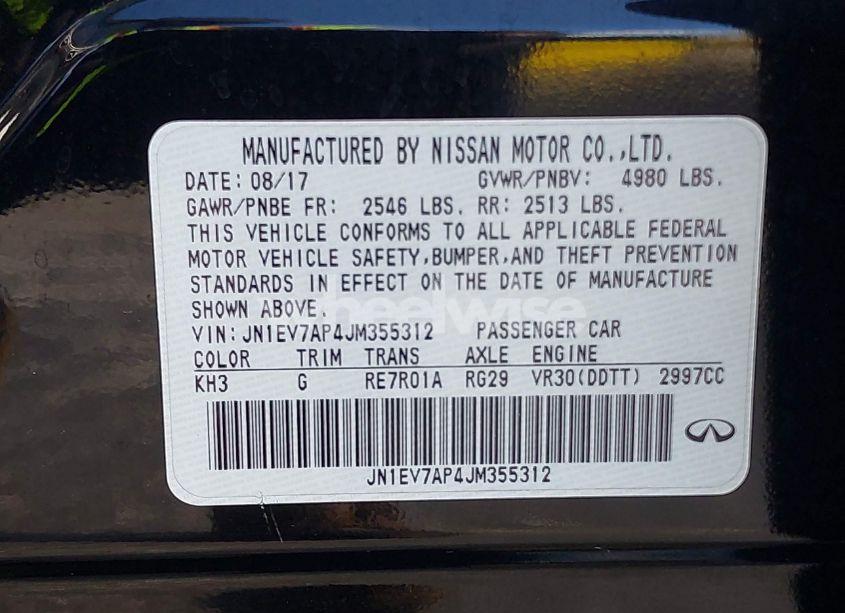 MANUFACTURED BY NISSAN MOTOR CO.,LTD.
DATE: 08/17 GVWR/PNBV: 4980 LBS.
GAWR/PNBE FR: 2546 LBS. RR: 2513 LBS.
THIS VEHICLE CONFORMS TO ALL APPLICABLE FEDERAL
MOTOR VEHICLE SAFETY,BUMPER,AND THEFT PREVENTION
STANDARDS IN EFFECT ON THE DATE OF MANUFACTURE
SHOWN ABOVE.
wheelwise
VIN: JN1EV7AP4JM355312 PASSENGER CAR
COLOR TRIM TRANS AXLE ENGINE
KH3 G RE7R01A RG29 VR30(DDTT) 2997CC
JN1EV7AP4JM355312